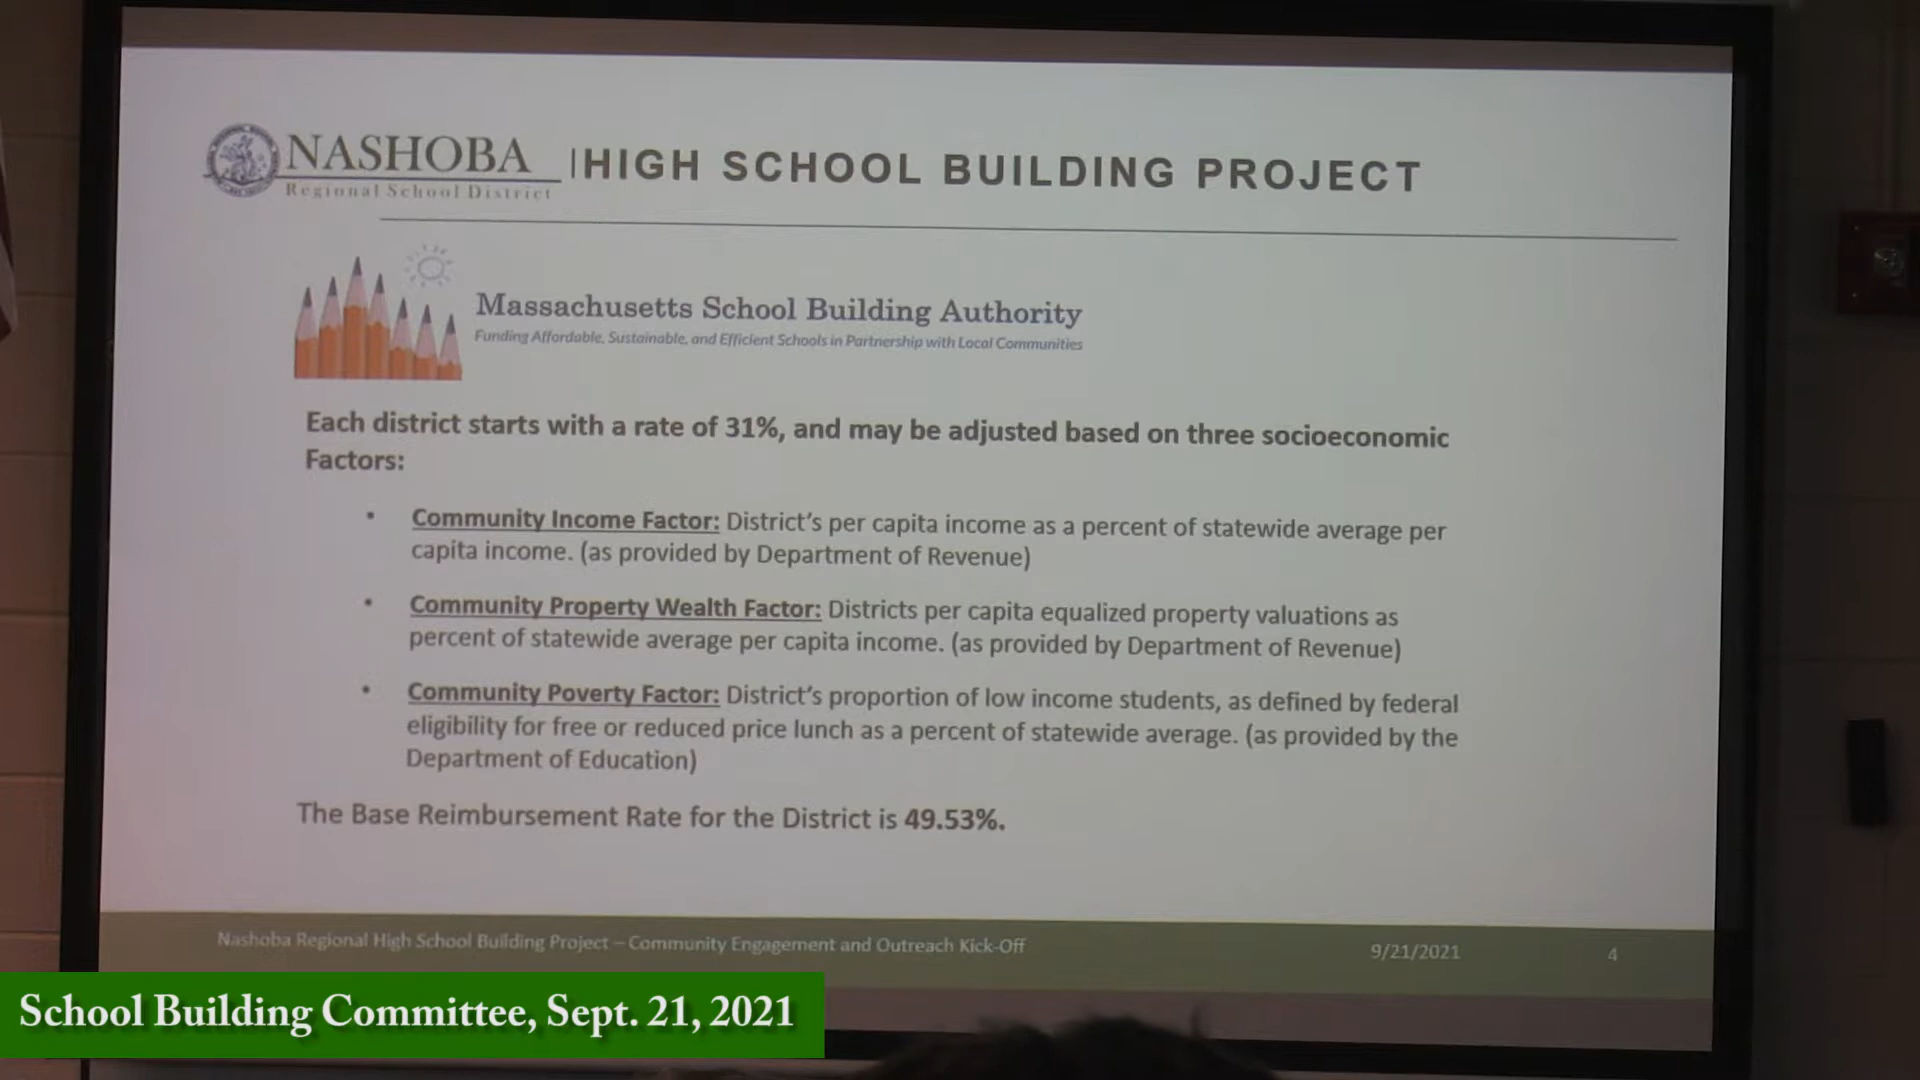 NASHOBA
Regional School District
|HIGH SCHOOL BUILDING PROJECT
Massachusetts School Building Authority
Funding Affordable, Sustainable, and Efficient Schools in Partnership with Local Communities
Each district starts with a rate of 31%, and may be adjusted based on three socioeconomic
Factors:
• Community Income Factor: District's per capita income as a percent of statewide average per
capita income. (as provided by Department of Revenue)
• Community Property Wealth Factor: Districts per capita equalized property valuations as
percent of statewide average per capita income. (as provided by Department of Revenue)
• Community Poverty Factor: District's proportion of low income students, as defined by federal
eligibility for free or reduced price lunch as a percent of statewide average. (as provided by the
Department of Education)
The Base Reimbursement Rate for the District is 49.53%.
Nashoba Regional High School Building Project – Community Engagement and Outreach Kick-Off
9/21/2021
4
School Building Committee, Sept. 21, 2021